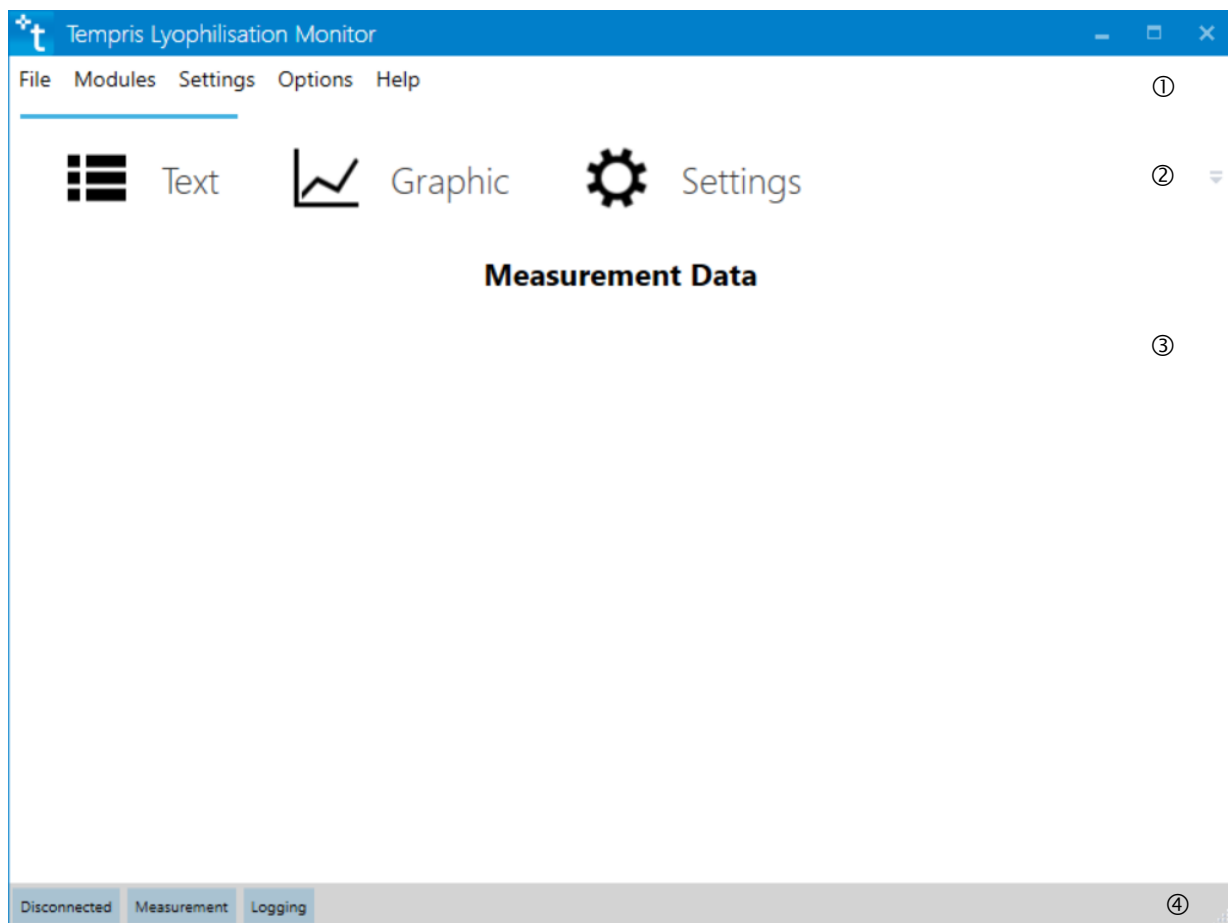 t Tempris Lyophilisation Monitor
File Modules Settings Options Help ①
Text Graphic Settings ②
Measurement Data
③
Disconnected Measurement Logging ④